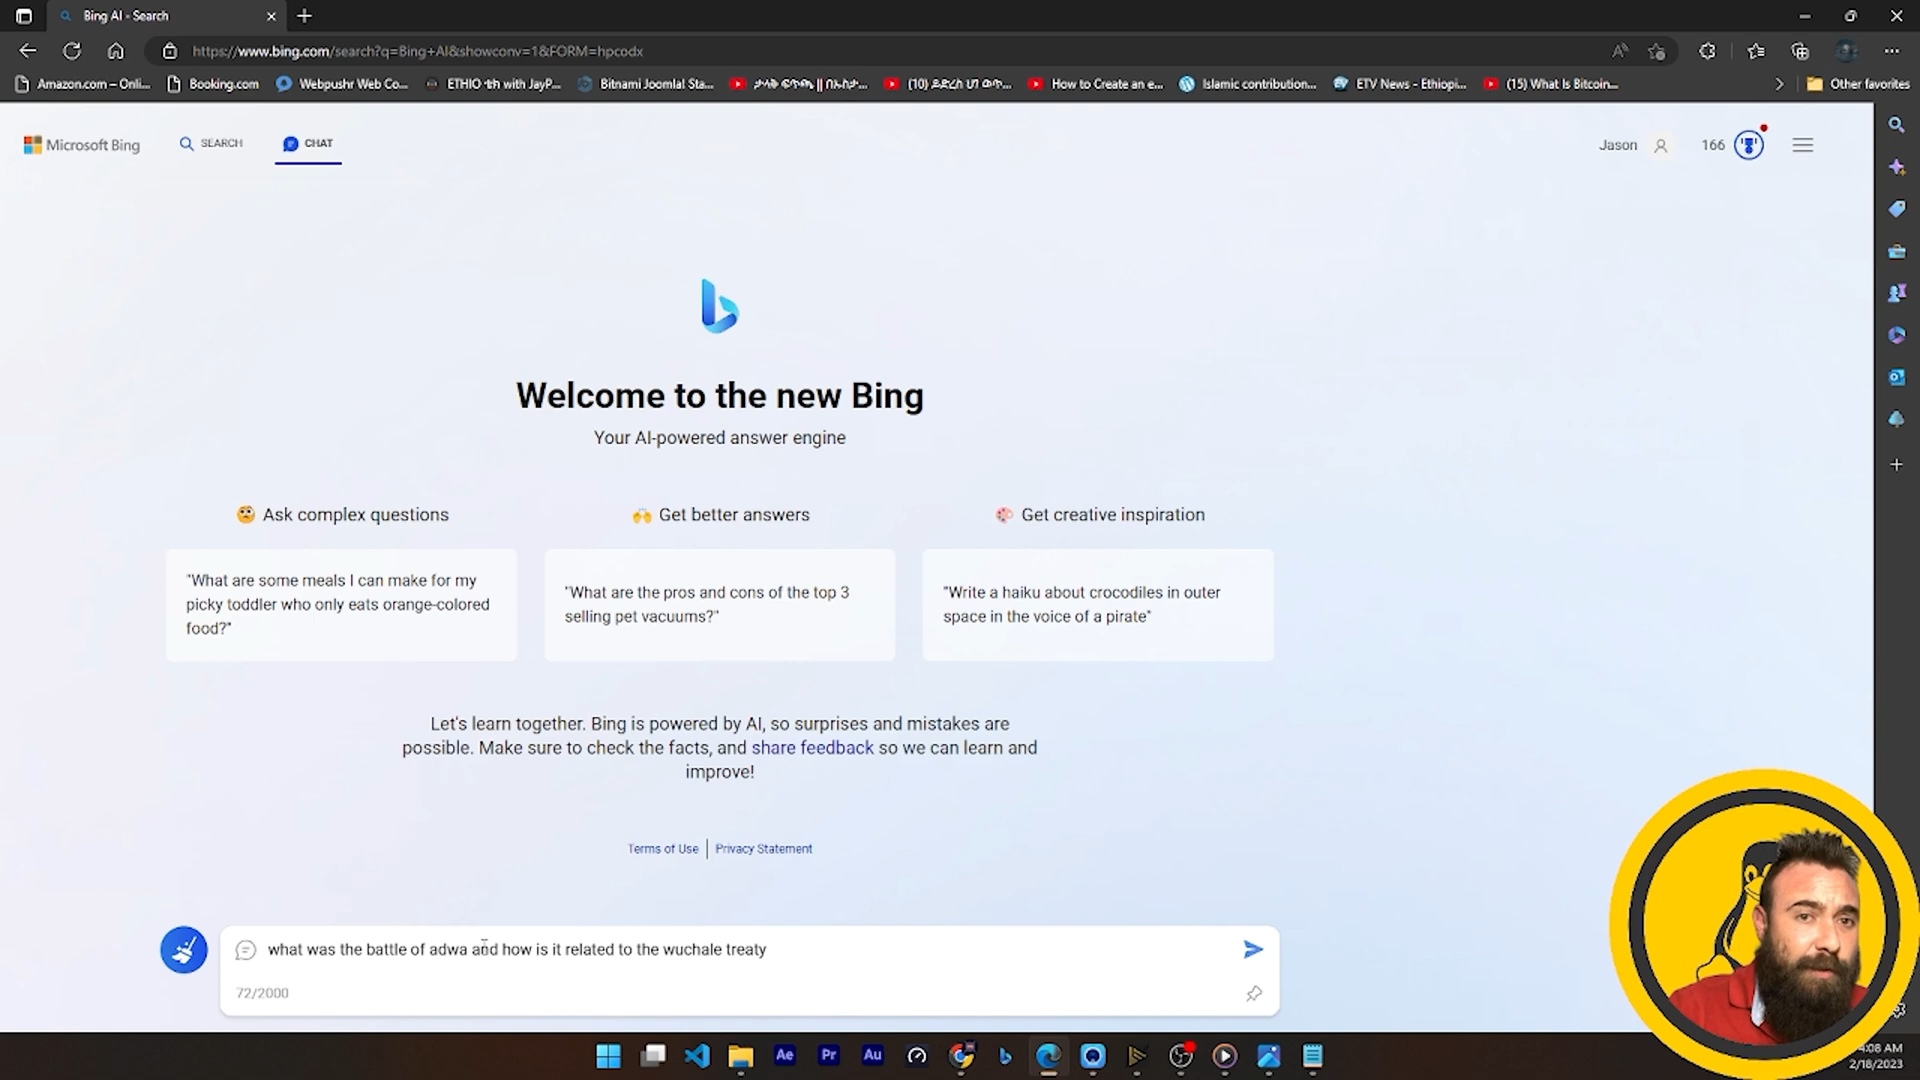 Bing AI - Search
https://www.bing.com/search?q=Bing+AI&showconv=1&FORM=hpcodx
Amazon.com – Onli...
Booking.com
Webpushr Web Co...
ETHIO ቴክ with JayP...
Bitnami Joomla! Sta...
How to Create an e...
Islamic contribution...
ETV News - Ethiopi...
(15) What Is Bitcoin...
Other favorites
Microsoft Bing
SEARCH
CHAT
Jason
166
Welcome to the new Bing
Your AI-powered answer engine
Ask complex questions
Get better answers
Get creative inspiration
"What are some meals I can make for my
picky toddler who only eats orange-colored
food?"
"What are the pros and cons of the top 3
selling pet vacuums?"
"Write a haiku about crocodiles in outer
space in the voice of a pirate"
Let's learn together. Bing is powered by AI, so surprises and mistakes are
possible. Make sure to check the facts, and share feedback so we can learn and
improve!
Terms of Use
Privacy Statement
what was the battle of adwa and how is it related to the wuchale treaty
72/2000
Ae
Pr
Au
4:08 AM
2/18/2023